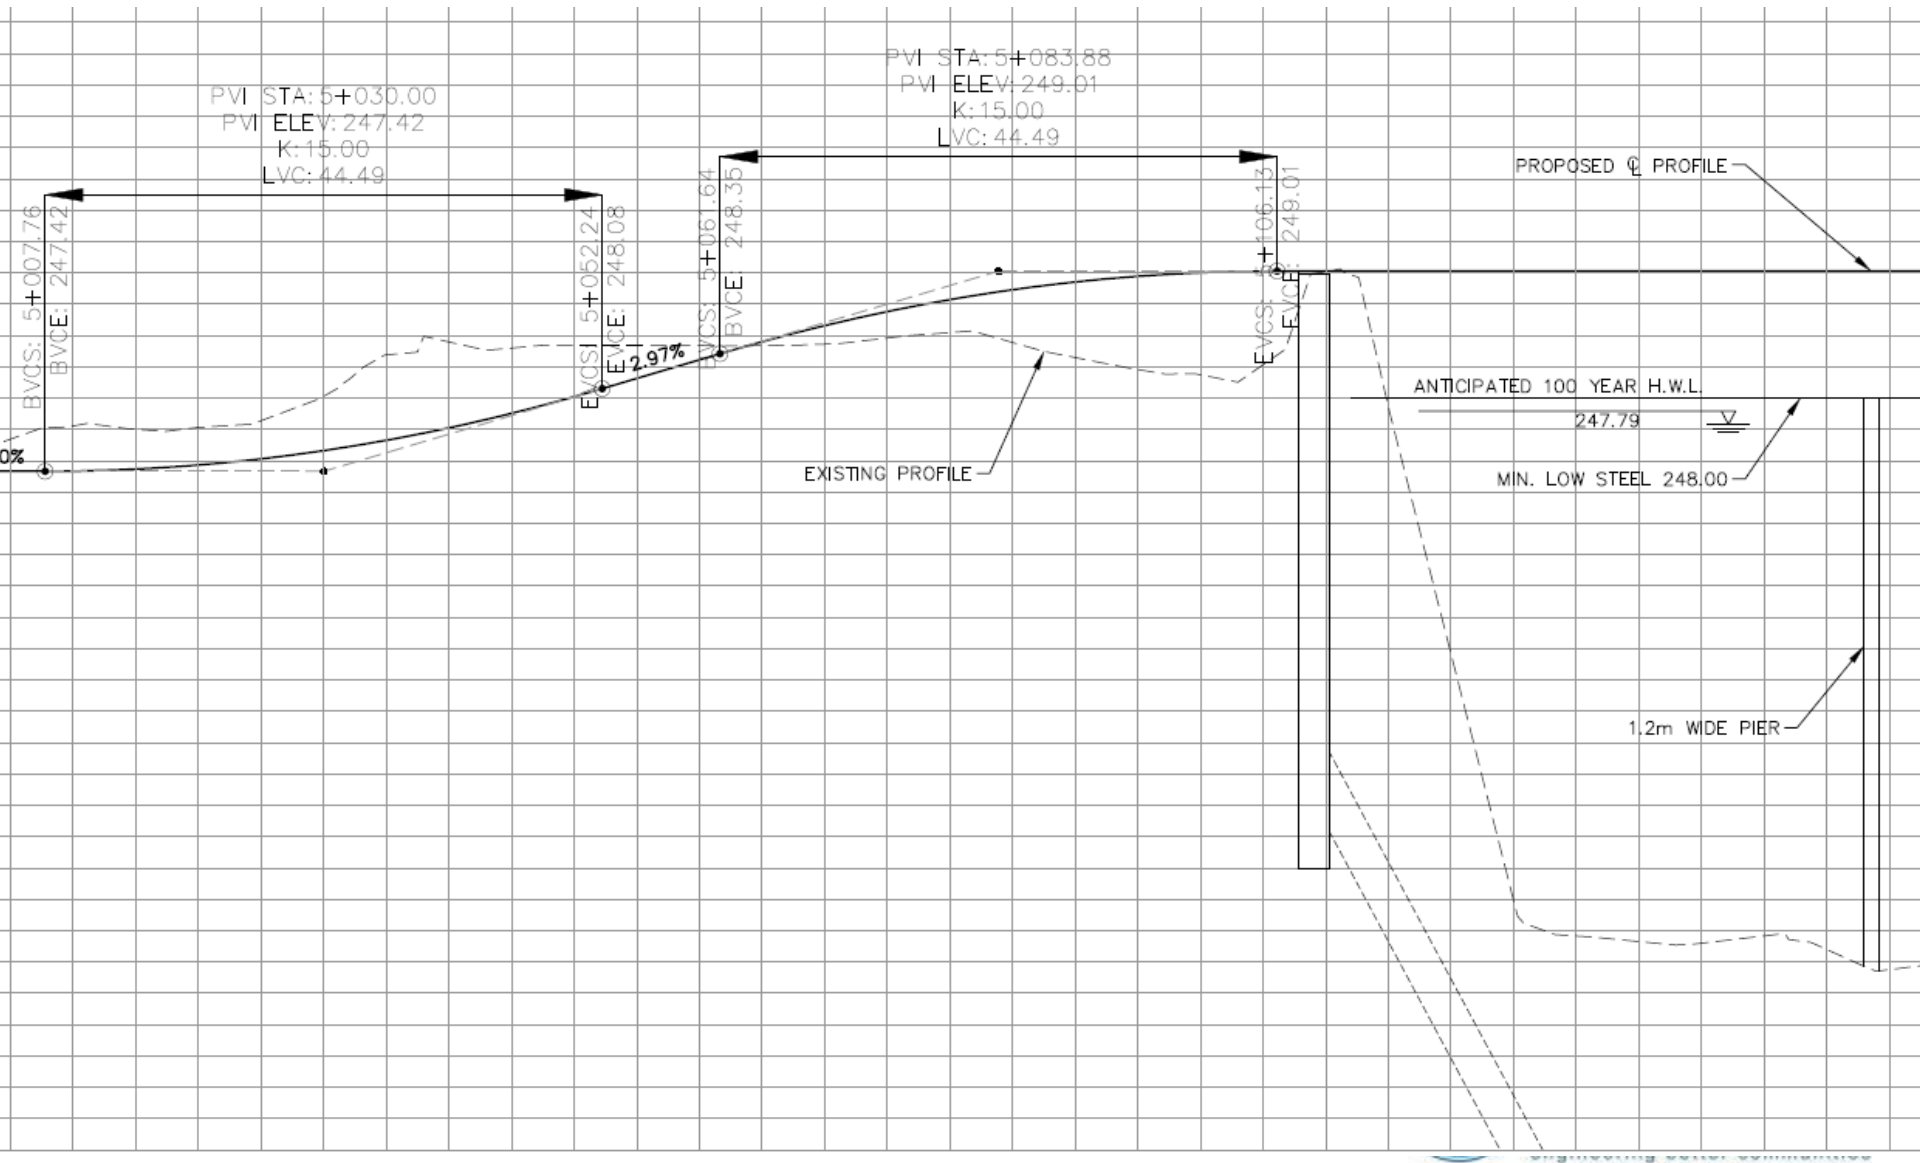 PVI STA: 5+030.00
PVI ELEV: 247.42
K: 15.00
LVC: 44.49
PVI STA: 5+083.88
PVI ELEV: 249.01
K: 15.00
LVC: 44.49
BVCS: 5+007.76
BVCE: 247.42
EVCS: 5+052.24
EVCE: 248.08
BVCS: 5+061.64
BVCE: 248.35
EVCS: 5+106.13
EVCE: 249.01
0%
2.97%
EXISTING PROFILE
PROPOSED ℄ PROFILE
ANTICIPATED 100 YEAR H.W.L.
247.79
MIN. LOW STEEL 248.00
1.2m WIDE PIER